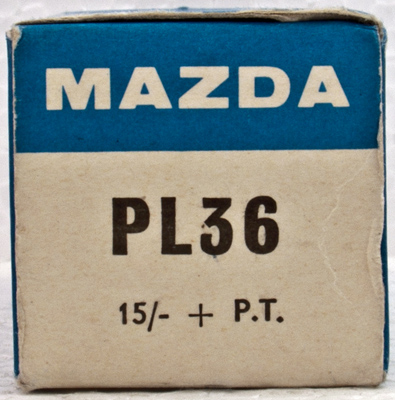 MAZDA
PL36
15/- + P.T.